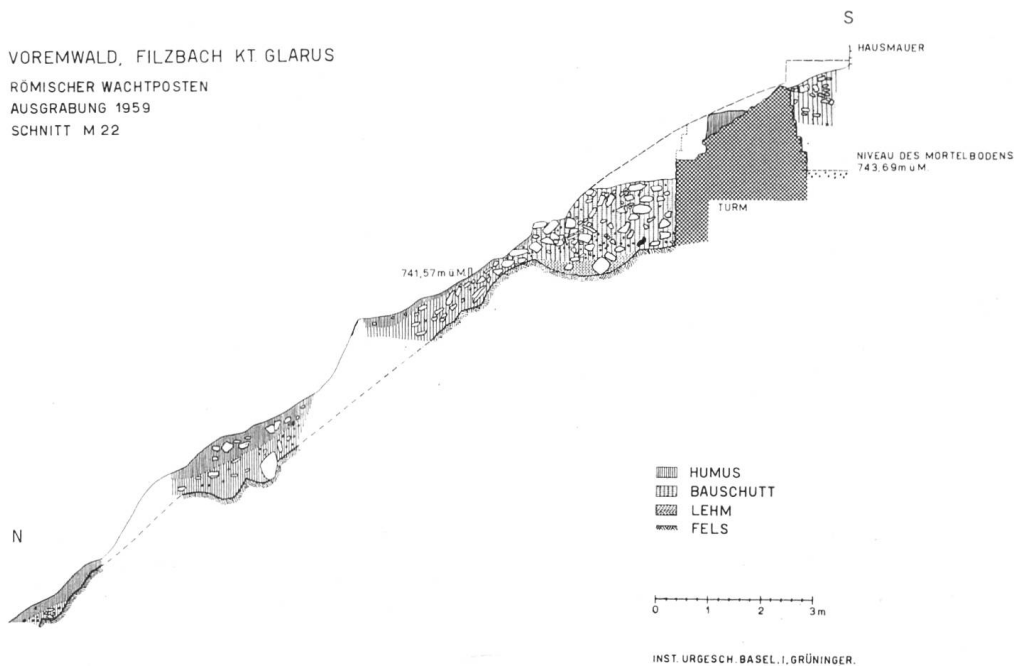 VOREMWALD, FILZBACH KT GLARUS
RÖMISCHER WACHTPOSTEN
AUSGRABUNG 1959
SCHNITT M 22
S
HAUSMAUER
NIVEAU DES MÖRTELBODENS
743,69 m ü M.
TURM
741,57 m ü M.
N
HUMUS
BAUSCHUTT
LEHM
FELS
0 1 2 3 m
INST. URGESCH. BASEL. I. GRÜNINGER.